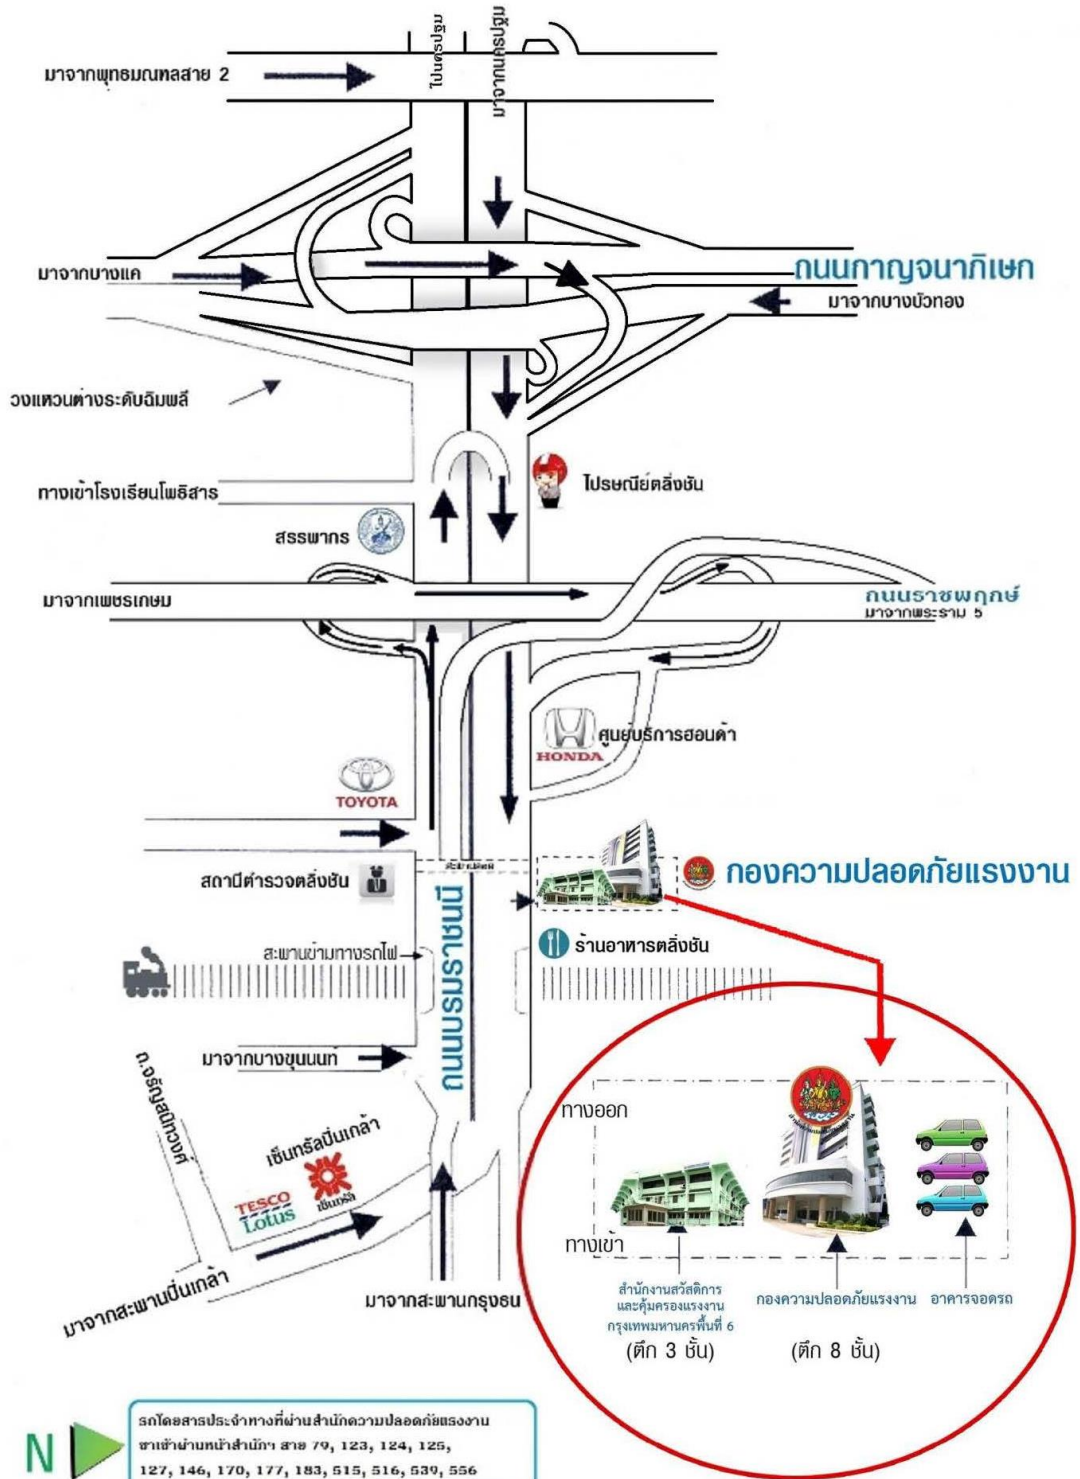 ไปนครปฐม
มาจากนครปฐม
มาจากพุทธมณฑลสาย 2
มาจากบางแค
ถนนกาญจนาภิเษก
มาจากบางบัวทอง
วงแหวนต่างระดับฉิมพลี
ทางเข้าโรงเรียนโพธิสาร
ไปรษณีย์ตลิ่งชัน
สรรพากร
มาจากเพชรเกษม
ถนนราชพฤกษ์
มาจากพระราม 5
HONDA
ศูนย์บริการฮอนด้า
TOYOTA
สะพานลอย
สถานีตำรวจตลิ่งชัน
กองความปลอดภัยแรงงาน
ถนนบรมราชชนนี
สะพานข้ามทางรถไฟ
ร้านอาหารตลิ่งชัน
มาจากบางขุนนนท์
ถ.จรัญสนิทวงศ์
เซ็นทรัลปิ่นเกล้า
TESCO
Lotus
เซ็นทรัล
มาจากสะพานปิ่นเกล้า
มาจากสะพานกรุงธน
ทางออก
ทางเข้า
สำนักงานสวัสดิการ
และคุ้มครองแรงงาน
กรุงเทพมหานครพื้นที่ 6
(ตึก 3 ชั้น)
กองความปลอดภัยแรงงาน
(ตึก 8 ชั้น)
อาคารจอดรถ
N
รถโดยสารประจำทางที่ผ่านสำนักความปลอดภัยแรงงาน
ขาเข้าผ่านหน้าสำนักฯ สาย 79, 123, 124, 125,
127, 146, 170, 177, 183, 515, 516, 539, 556